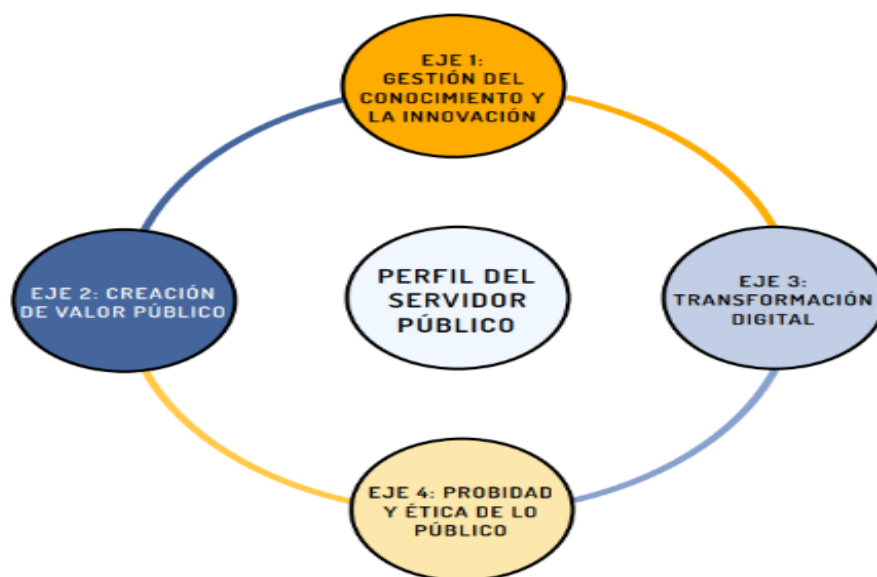 EJE 1:
GESTIÓN DEL
CONOCIMIENTO Y
LA INNOVACIÓN
EJE 2: CREACIÓN
DE VALOR PÚBLICO
PERFIL DEL
SERVIDOR
PÚBLICO
EJE 3:
TRANSFORMACIÓN
DIGITAL
EJE 4: PROBIDAD
Y ÉTICA DE LO
PÚBLICO